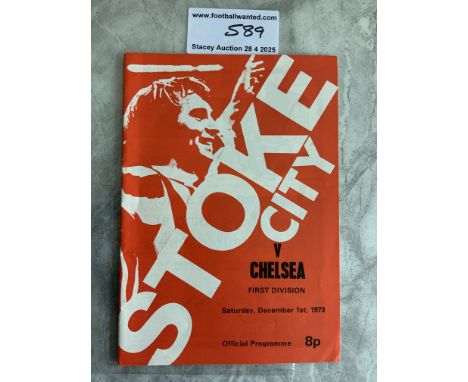 www.footballwanted.com
589
Stacey Auction 28 4 2025
STOKE
CITY
V
CHELSEA
FIRST DIVISION
Saturday, December 1st, 1973
Official Programme 8p